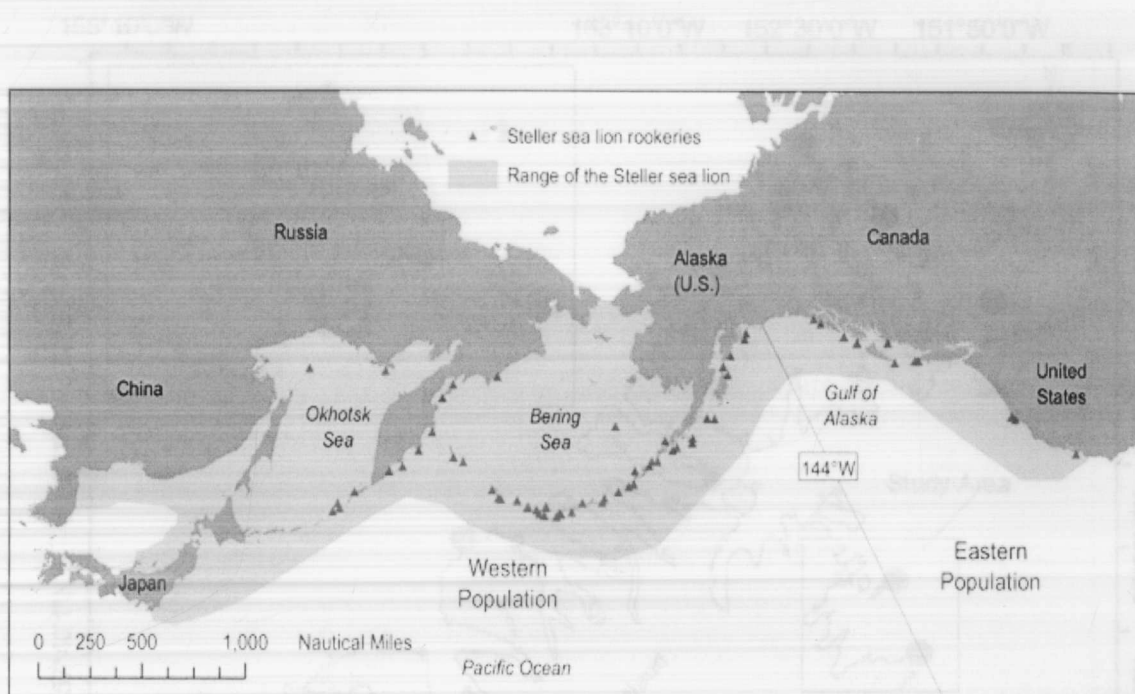 Steller sea lion rookeries
Range of the Steller sea lion
Russia
Canada
Alaska
(U.S.)
China
Okhotsk
Sea
Bering
Sea
Gulf of
Alaska
United
States
144°W
Japan
Western
Population
Eastern
Population
0 250 500 1,000 Nautical Miles
Pacific Ocean